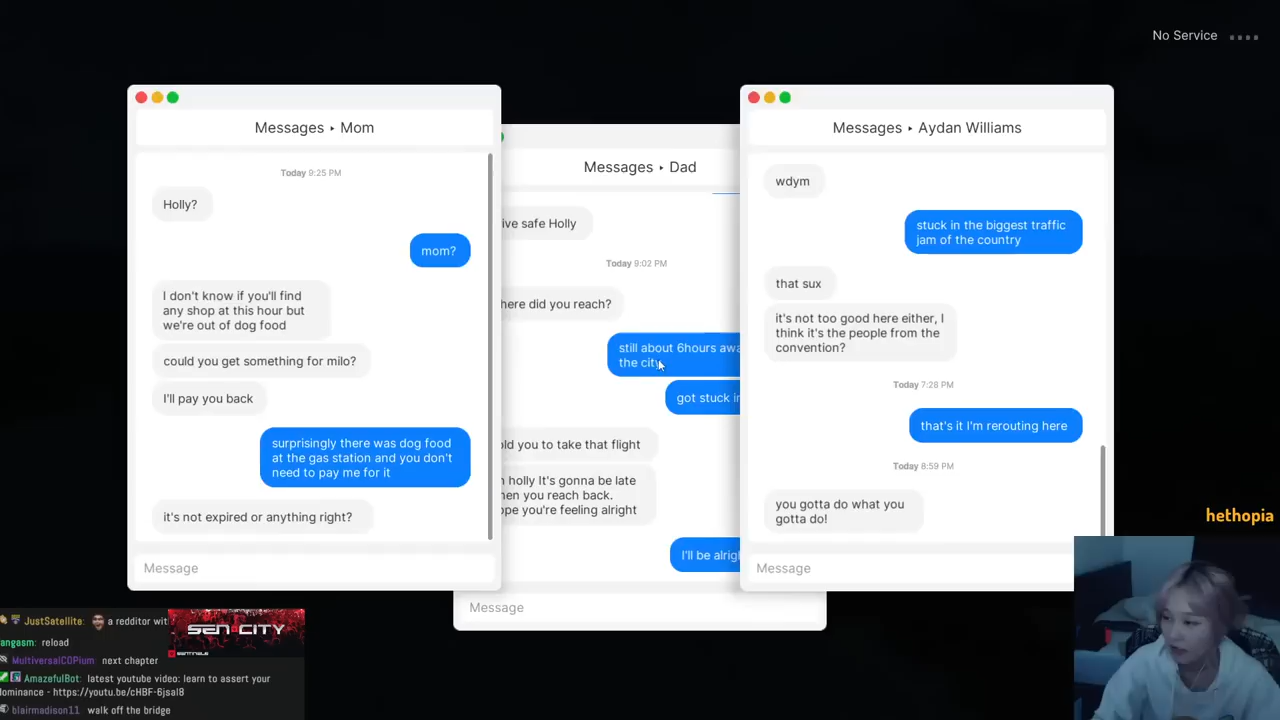 No Service
Messages ‣ Mom
Today 9:25 PM
Holly?
mom?
I don't know if you'll find
any shop at this hour but
we're out of dog food
could you get something for milo?
I'll pay you back
surprisingly there was dog food
at the gas station and you don't
need to pay me for it
it's not expired or anything right?
Message
Messages ‣ Dad
ive safe Holly
Today 9:02 PM
here did you reach?
still about 6hours awa
the city
got stuck in
old you to take that flight
h holly It's gonna be late
hen you reach back.
ope you're feeling alright
I'll be alrigh
Message
Messages ‣ Aydan Williams
wdym
stuck in the biggest traffic
jam of the country
that sux
it's not too good here either, I
think it's the people from the
convention?
Today 7:28 PM
that's it I'm rerouting here
Today 8:59 PM
you gotta do what you
gotta do!
Message
hethopia
JustSatellite: a redditor wit
angasm: reload
MultiversalCOPium: next chapter
AmazefulBot: latest youtube video: learn to assert your
dominance - https://youtu.be/cHBF-6jsal8
blairmadison11 walk off the bridge
SEN CITY
SENTINELS